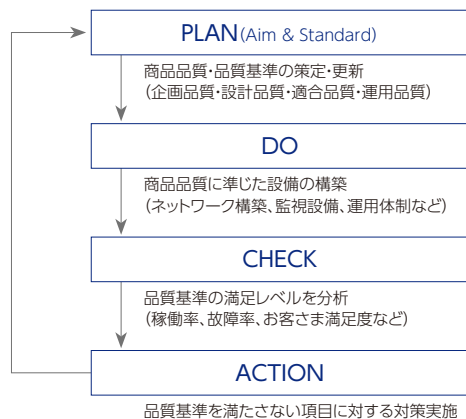 PLAN(Aim & Standard)
商品品質・品質基準の策定・更新
(企画品質・設計品質・適合品質・運用品質)
DO
商品品質に準じた設備の構築
(ネットワーク構築、監視設備、運用体制など)
CHECK
品質基準の満足レベルを分析
(稼働率、故障率、お客さま満足度など)
ACTION
品質基準を満たさない項目に対する対策実施